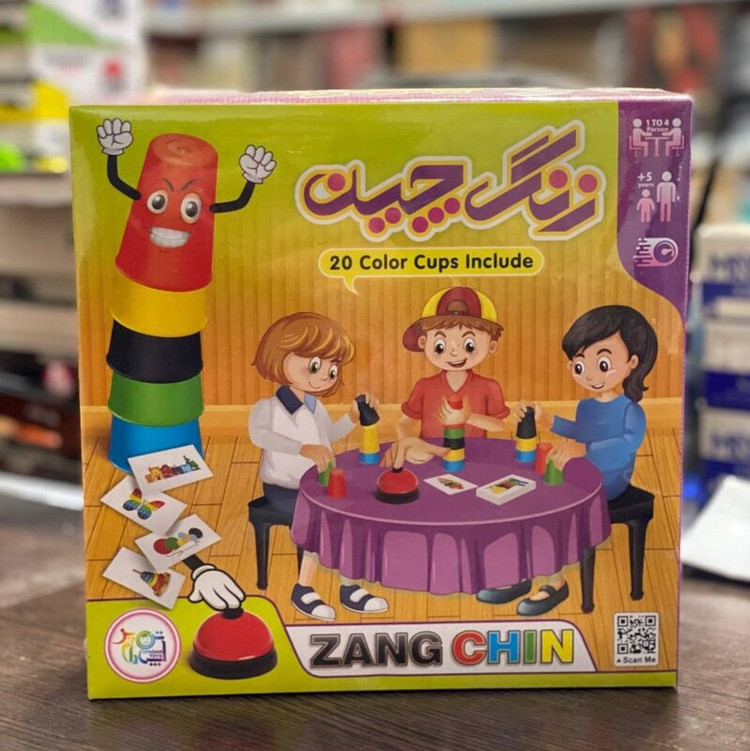 زنگ چین
20 Color Cups Include
1 TO 4
Person
+5
years
ZANG CHIN
Scan Me